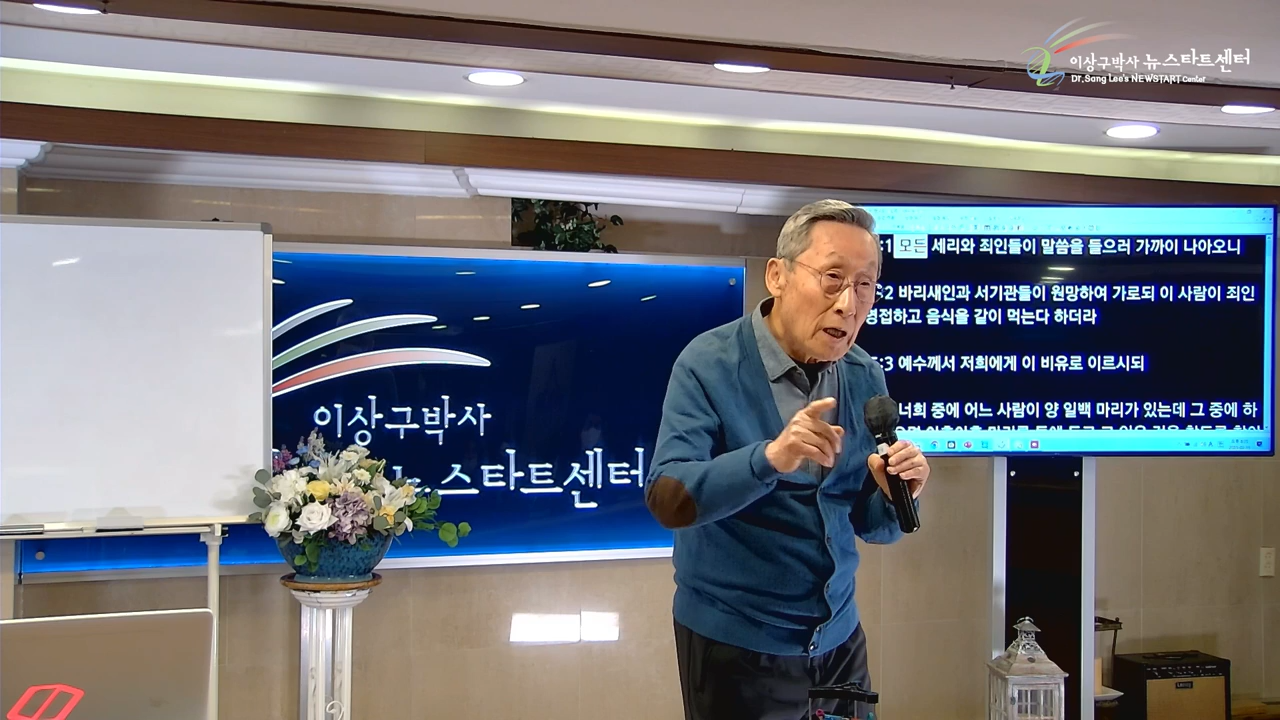 이상구박사 뉴스타트센터
Dr. Sang Lee's NEWSTART Center
:1 모든 세리와 죄인들이 말씀을 들으러 가까이 나아오니
:2 바리새인과 서기관들이 원망하여 가로되 이 사람이 죄인
영접하고 음식을 같이 먹는다 하더라
:3 예수께서 저희에게 이 비유로 이르시되
너희 중에 어느 사람이 양 일백 마리가 있는데 그 중에 하
이상구박사
뉴스타트센터